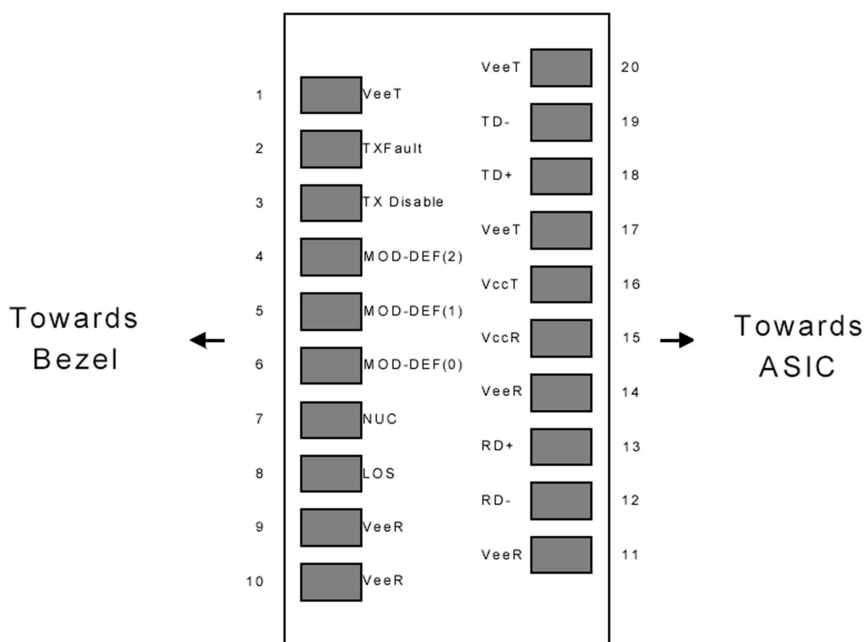 VeeT 20
1 VeeT
TD- 19
2 TXFault
TD+ 18
3 TX Disable
VeeT 17
4 MOD-DEF(2)
VccT 16
5 MOD-DEF(1)
Towards
Bezel
VccR 15
Towards
ASIC
6 MOD-DEF(0)
VeeR 14
7 NUC
RD+ 13
8 LOS
RD- 12
9 VeeR
VeeR 11
10 VeeR